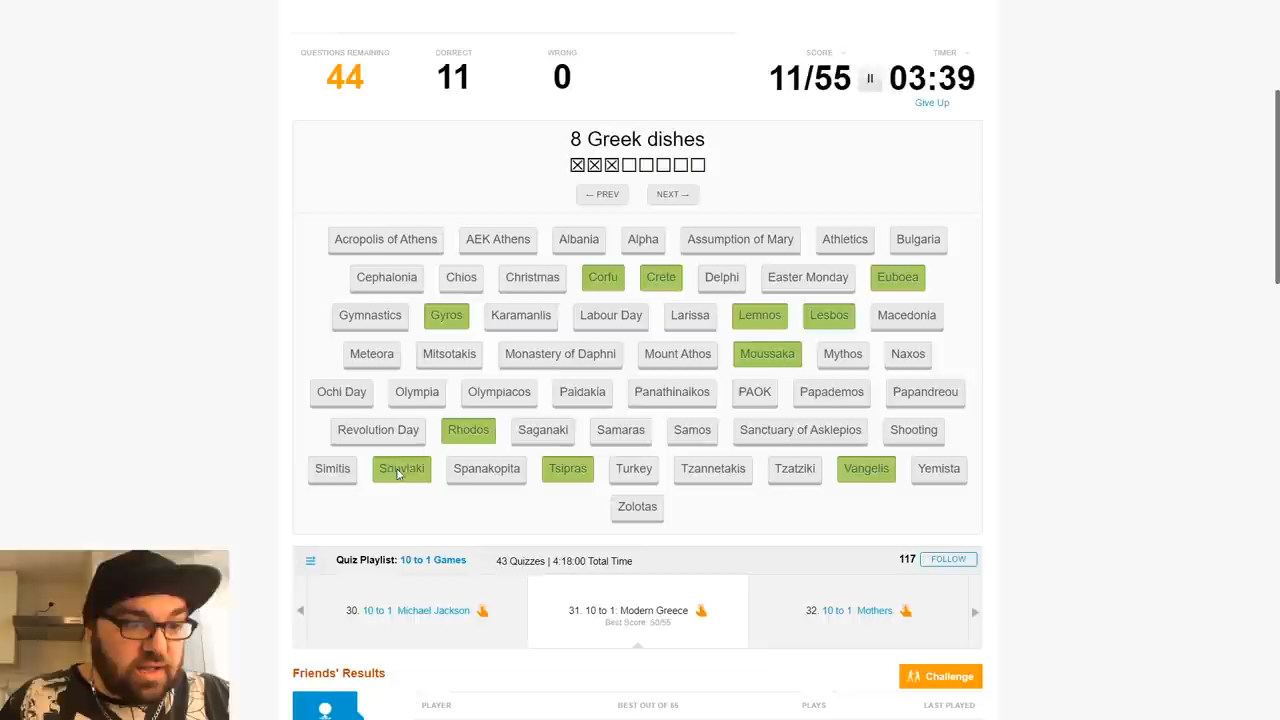 QUESTIONS REMAINING CORRECT WRONG SCORE TIMER
44 11 0 11/55 03:39
Give Up
8 Greek dishes
← PREV NEXT →
Acropolis of Athens AEK Athens Albania Alpha Assumption of Mary Athletics Bulgaria
Cephalonia Chios Christmas Corfu Crete Delphi Easter Monday Euboea
Gymnastics Gyros Karamanlis Labour Day Larissa Lemnos Lesbos Macedonia
Meteora Mitsotakis Monastery of Daphni Mount Athos Moussaka Mythos Naxos
Ochi Day Olympia Olympiacos Paidakia Panathinaikos PAOK Papademos Papandreou
Revolution Day Rhodos Saganaki Samaras Samos Sanctuary of Asklepios Shooting
Simitis Souvlaki Spanakopita Tsipras Turkey Tzannetakis Tzatziki Vangelis Yemista
Zolotas
Quiz Playlist: 10 to 1 Games 43 Quizzes | 4:18:00 Total Time 117 FOLLOW
30. 10 to 1 Michael Jackson 31. 10 to 1: Modern Greece 32. 10 to 1 Mothers
Best Score: 50/55
Friends' Results Challenge
PLAYER BEST OUT OF 55 PLAYS LAST PLAYED